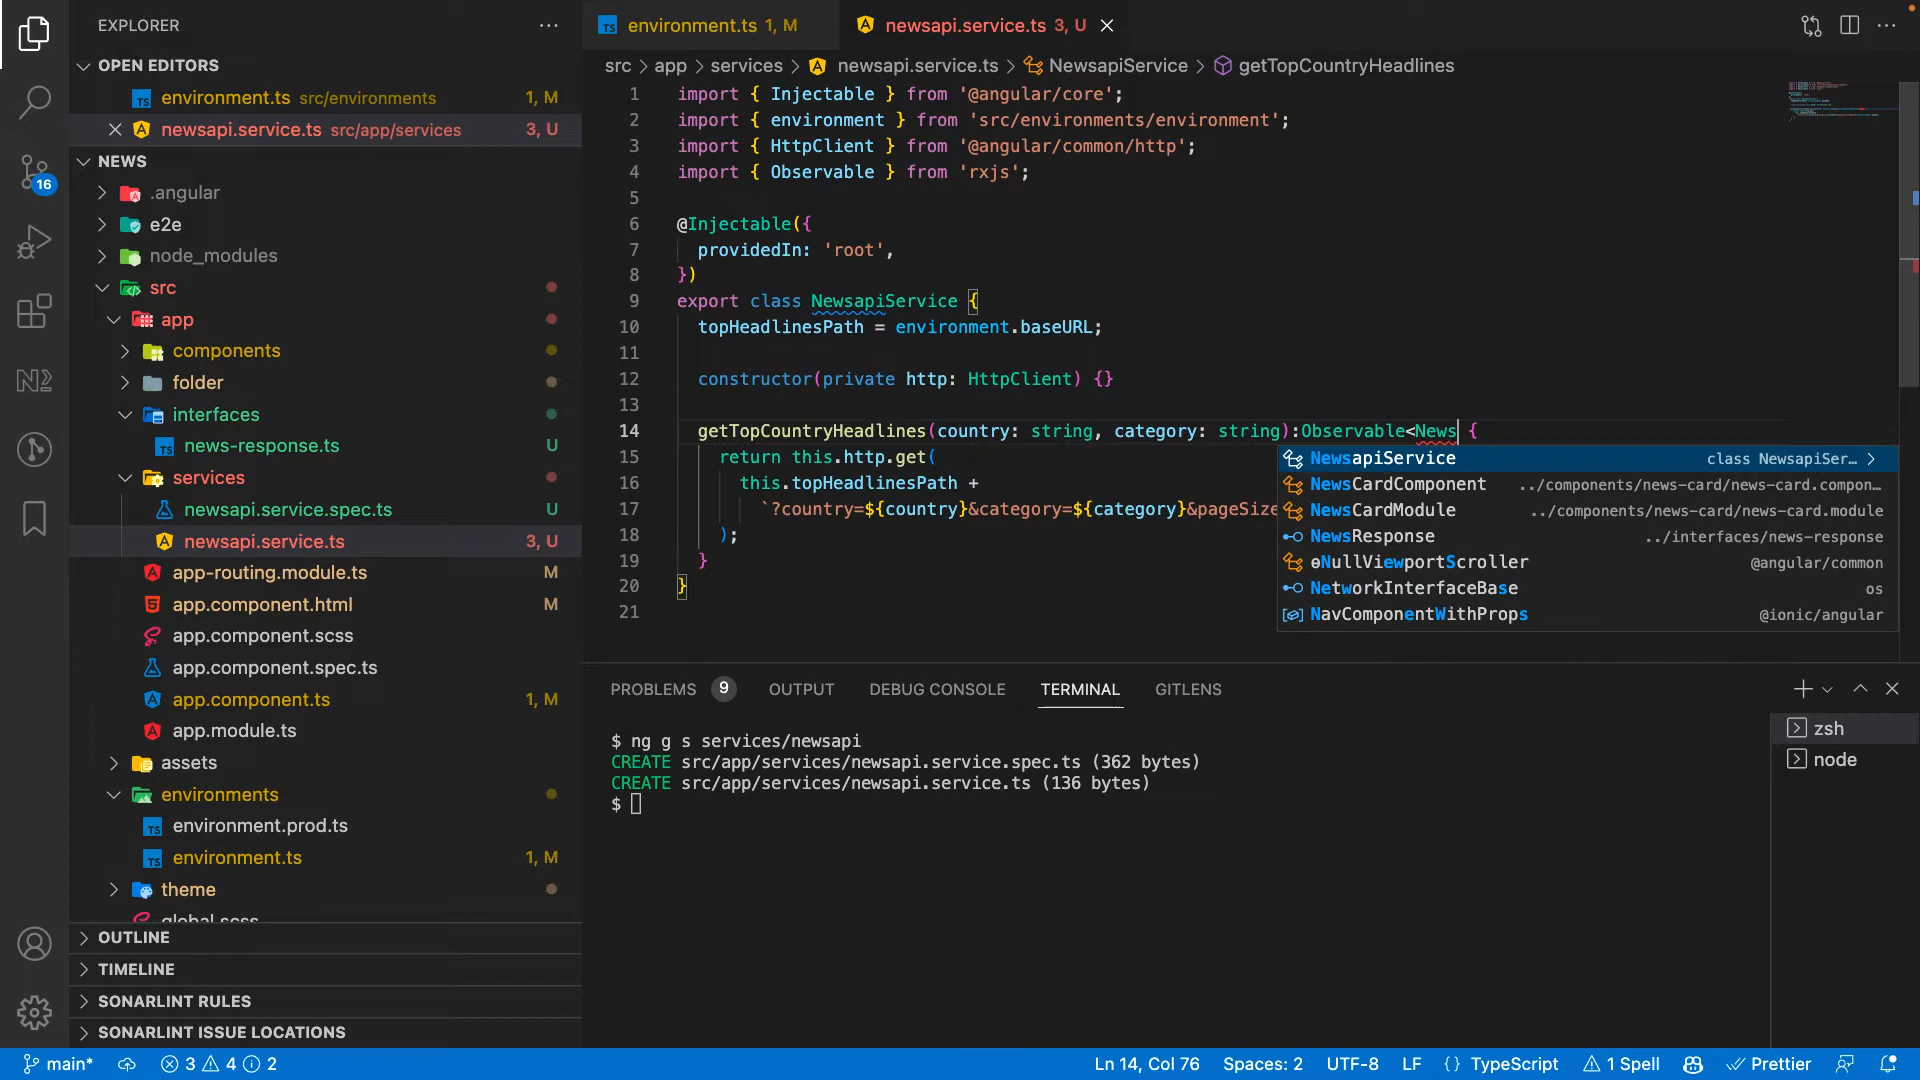 EXPLORER
OPEN EDITORS
environment.ts src/environments 1, M
newsapi.service.ts src/app/services 3, U
NEWS
.angular
e2e
node_modules
src
app
components
folder
interfaces
news-response.ts U
services
newsapi.service.spec.ts U
newsapi.service.ts 3, U
app-routing.module.ts M
app.component.html M
app.component.scss
app.component.spec.ts
app.component.ts 1, M
app.module.ts
assets
environments
environment.prod.ts
environment.ts 1, M
theme
global.scss
OUTLINE
TIMELINE
SONARLINT RULES
SONARLINT ISSUE LOCATIONS
16
environment.ts 1, M
newsapi.service.ts 3, U
src > app > services > newsapi.service.ts > NewsapiService > getTopCountryHeadlines
1 import { Injectable } from '@angular/core';
2 import { environment } from 'src/environments/environment';
3 import { HttpClient } from '@angular/common/http';
4 import { Observable } from 'rxjs';
5
6 @Injectable({
7 providedIn: 'root',
8 })
9 export class NewsapiService {
10 topHeadlinesPath = environment.baseURL;
11
12 constructor(private http: HttpClient) {}
13
14 getTopCountryHeadlines(country: string, category: string):Observable<News {
15 return this.http.get(
16 this.topHeadlinesPath +
17 `?country=${country}&category=${category}&pageSize
18 );
19 }
20 }
21
NewsapiService class NewsapiSer…
NewsCardComponent ../components/news-card/news-card.compon…
NewsCardModule ../components/news-card/news-card.module
NewsResponse ../interfaces/news-response
ɵNullViewportScroller @angular/common
NetworkInterfaceBase os
NavComponentWithProps @ionic/angular
PROBLEMS 9 OUTPUT DEBUG CONSOLE TERMINAL GITLENS
$ ng g s services/newsapi
CREATE src/app/services/newsapi.service.spec.ts (362 bytes)
CREATE src/app/services/newsapi.service.ts (136 bytes)
$
zsh
node
main* 3 4 2
Ln 14, Col 76 Spaces: 2 UTF-8 LF {} TypeScript 1 Spell Prettier